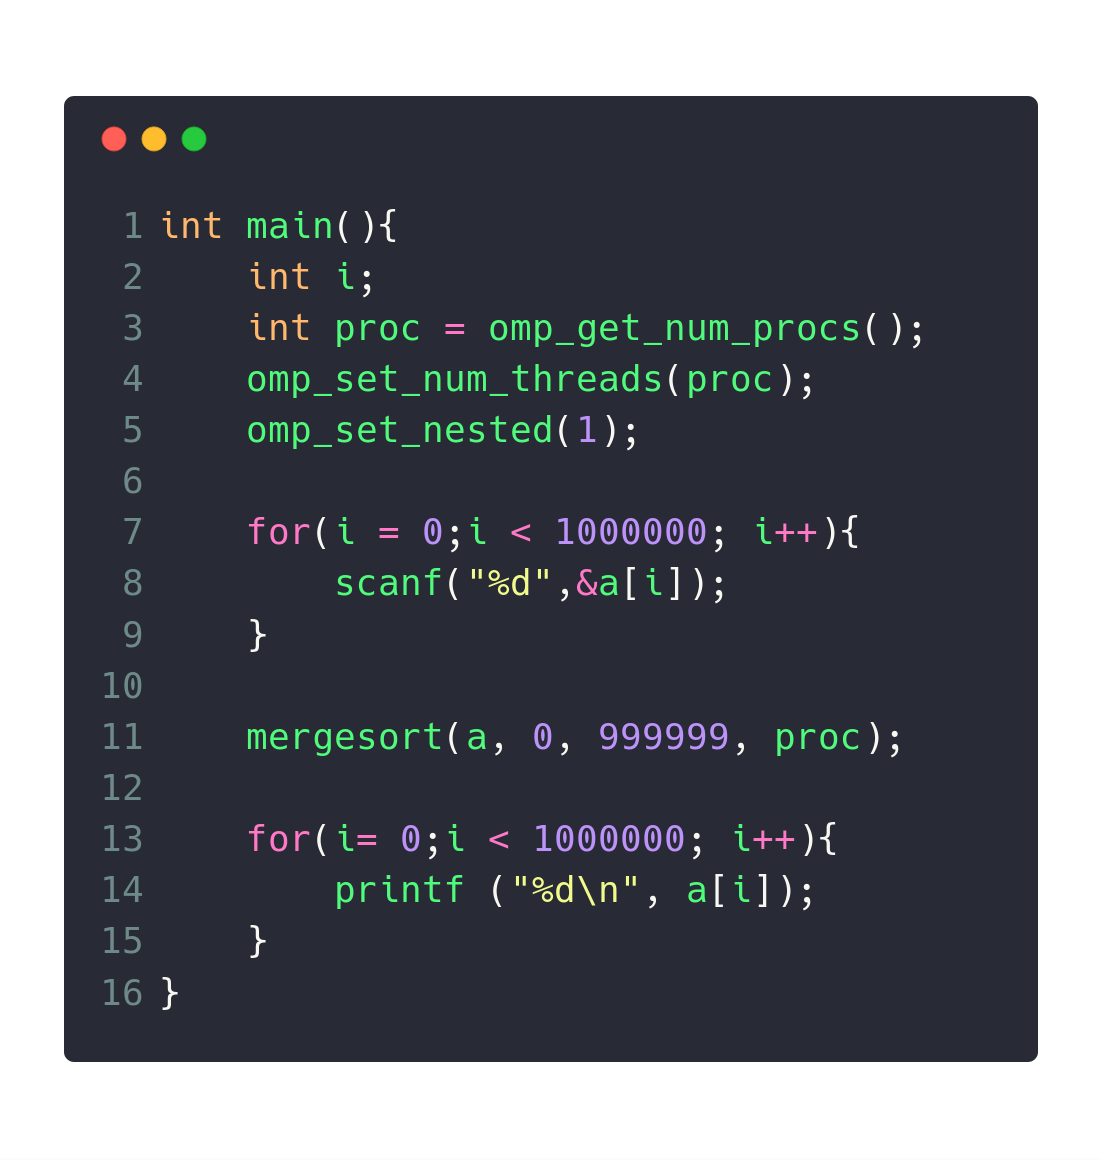 1 int main(){
2     int i;
3     int proc = omp_get_num_procs();
4     omp_set_num_threads(proc);
5     omp_set_nested(1);
6
7     for(i = 0;i < 1000000; i++){
8         scanf("%d",&a[i]);
9     }
10
11     mergesort(a, 0, 999999, proc);
12
13     for(i= 0;i < 1000000; i++){
14         printf ("%d\n", a[i]);
15     }
16 }